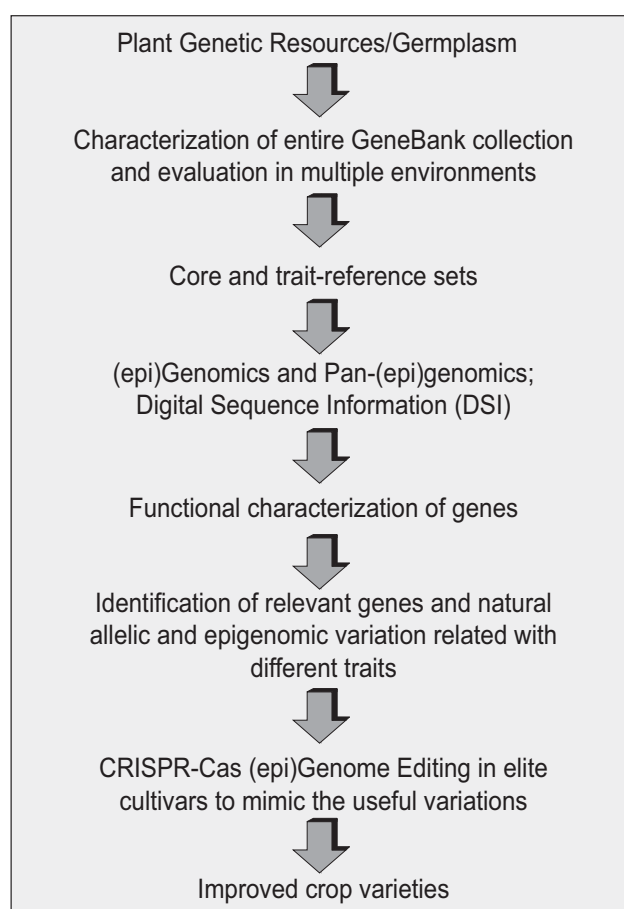 Plant Genetic Resources/Germplasm
Characterization of entire GeneBank collection
and evaluation in multiple environments
Core and trait-reference sets
(epi)Genomics and Pan-(epi)genomics;
Digital Sequence Information (DSI)
Functional characterization of genes
Identification of relevant genes and natural
allelic and epigenomic variation related with
different traits
CRISPR-Cas (epi)Genome Editing in elite
cultivars to mimic the useful variations
Improved crop varieties